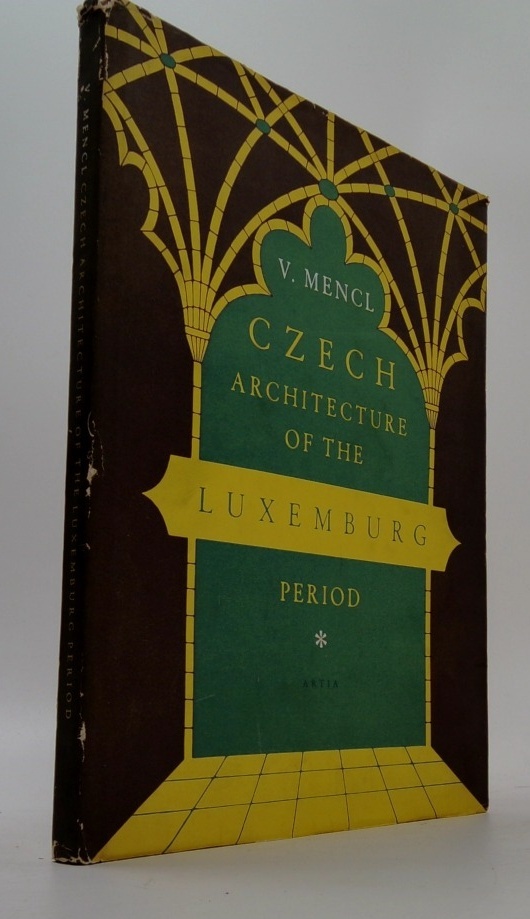 V. MENCL CZECH ARCHITECTURE OF THE LUXEMBURG PERIOD
V. MENCL
CZECH
ARCHITECTURE
OF THE
LUXEMBURG
PERIOD
*
ARTIA